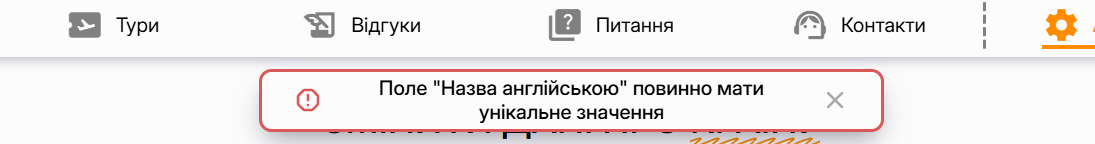 Тури
Відгуки
Питання
Контакти
Поле "Назва англійською" повинно мати
унікальне значення